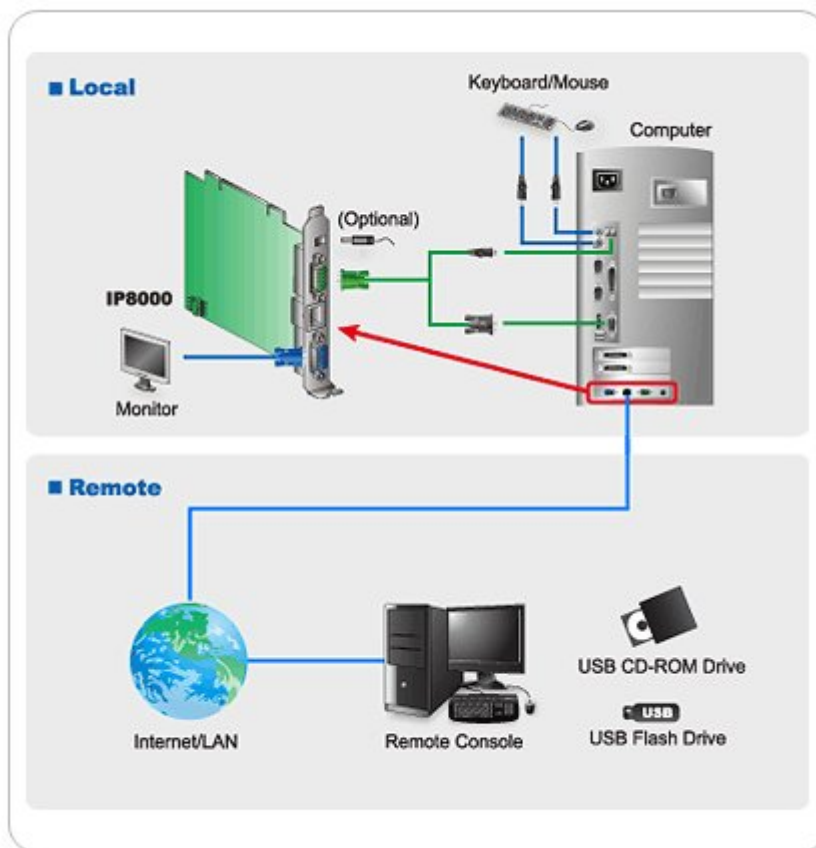 Local
Keyboard/Mouse
Computer
(Optional)
IP8000
Monitor
Remote
Internet/LAN
Remote Console
USB CD-ROM Drive
USB
USB Flash Drive